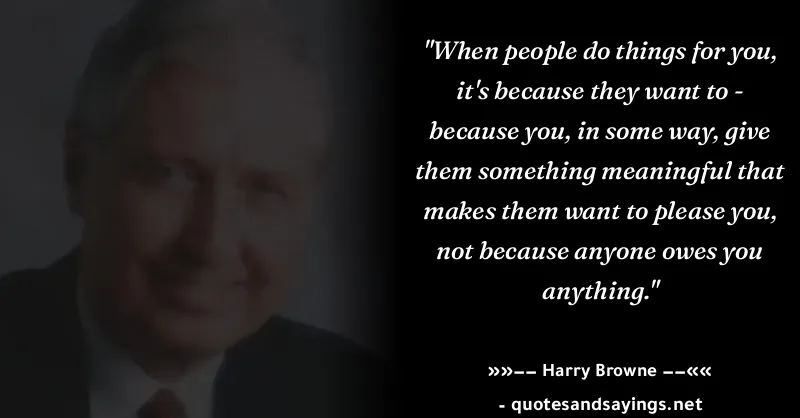 "When people do things for you,
it's because they want to -
because you, in some way, give
them something meaningful that
makes them want to please you,
not because anyone owes you
anything."
»»−− Harry Browne −−««
- quotesandsayings.net